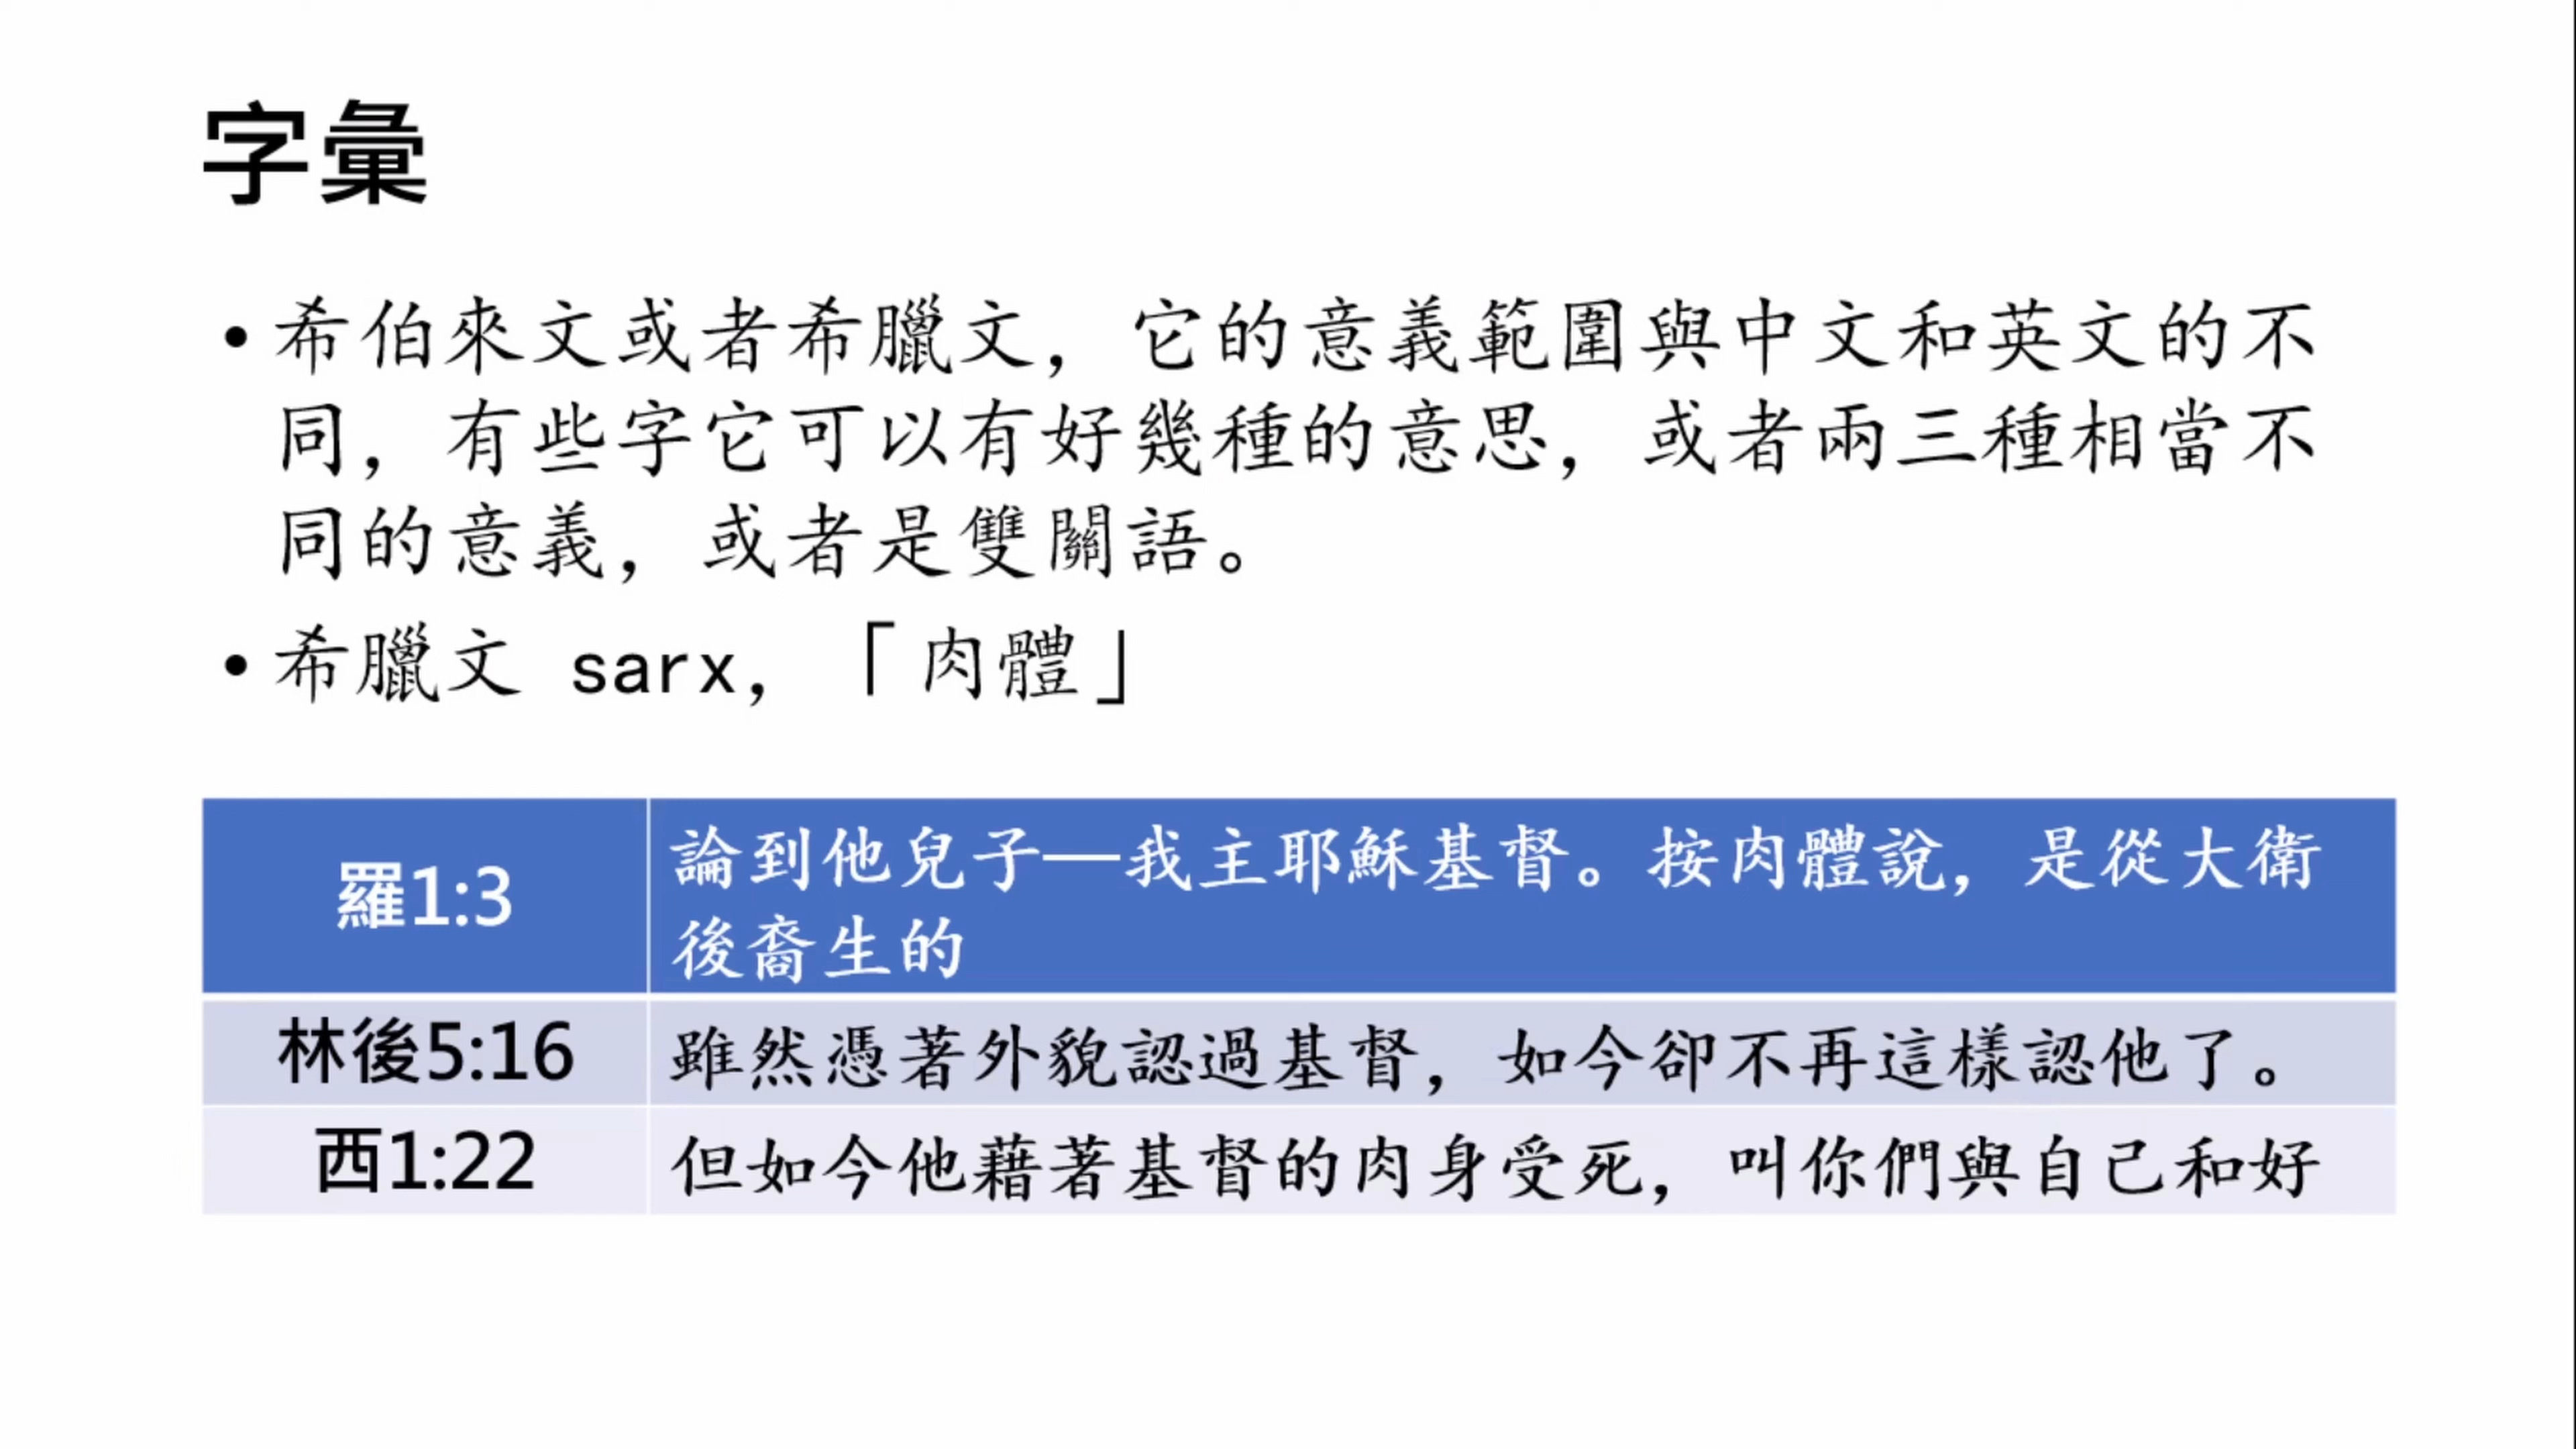 字彙
• 希伯來文或者希臘文，它的意義範圍與中文和英文的不
同，有些字它可以有好幾種的意思，或者兩三種相當不
同的意義，或者是雙關語。
• 希臘文 sarx，「肉體」
羅1:3
論到他兒子—我主耶穌基督。按肉體說，是從大衛
後裔生的
林後5:16
雖然憑著外貌認過基督，如今卻不再這樣認他了。
西1:22
但如今他藉著基督的肉身受死，叫你們與自己和好